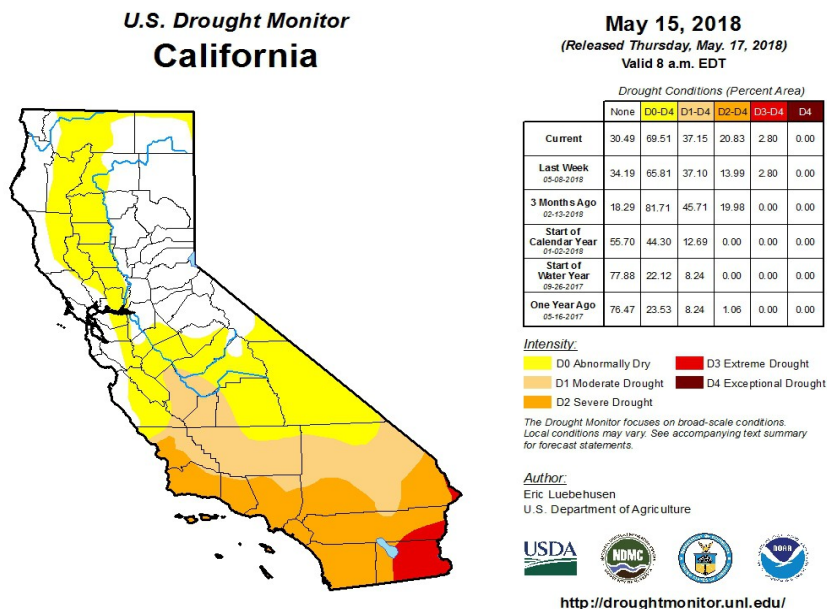 U.S. Drought Monitor
California
May 15, 2018
(Released Thursday, May. 17, 2018)
Valid 8 a.m. EDT
Drought Conditions (Percent Area)
None D0-D4 D1-D4 D2-D4 D3-D4 D4
Current 30.49 69.51 37.15 20.83 2.80 0.00
Last Week
05-08-2018
34.19 65.81 37.10 13.99 2.80 0.00
3 Months Ago
02-13-2018
18.29 81.71 45.71 19.98 0.00 0.00
Start of
Calendar Year
01-02-2018
55.70 44.30 12.69 0.00 0.00 0.00
Start of
Water Year
09-26-2017
77.88 22.12 8.24 0.00 0.00 0.00
One Year Ago
05-16-2017
76.47 23.53 8.24 1.06 0.00 0.00
Intensity:
D0 Abnormally Dry
D1 Moderate Drought
D2 Severe Drought
D3 Extreme Drought
D4 Exceptional Drought
The Drought Monitor focuses on broad-scale conditions.
Local conditions may vary. See accompanying text summary
for forecast statements.
Author:
Eric Luebehusen
U.S. Department of Agriculture
USDA
NDMC
NOAA
http://droughtmonitor.unl.edu/